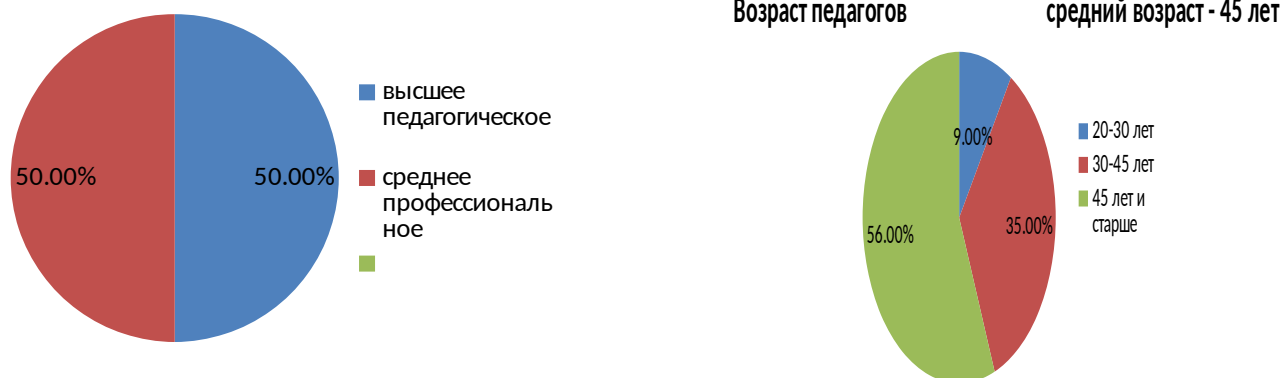 50.00%
50.00%
высшее
педагогическое
среднее
профессиональ
ное
Возраст педагогов средний возраст - 45 лет
9.00%
35.00%
56.00%
20-30 лет
30-45 лет
45 лет и
старше